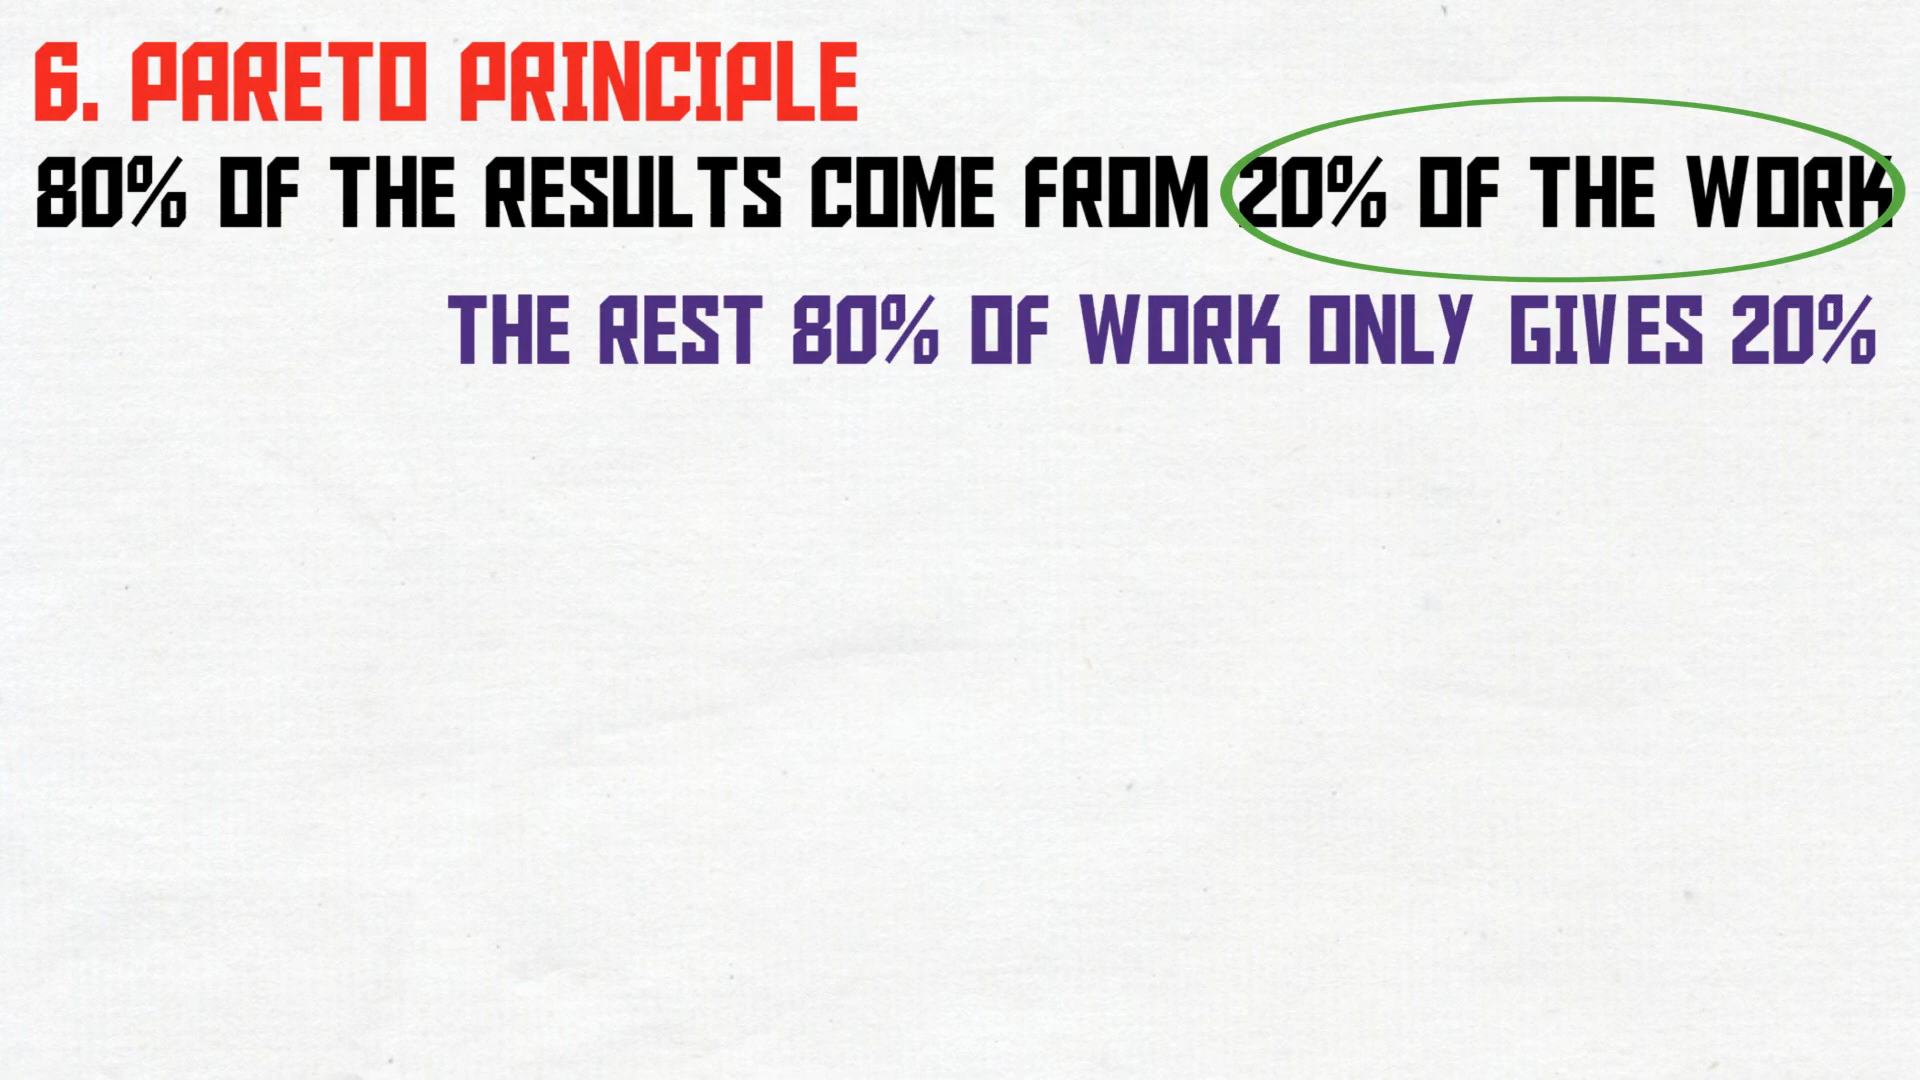 6. PARETO PRINCIPLE
80% OF THE RESULTS COME FROM 20% OF THE WORK
THE REST 80% OF WORK ONLY GIVES 20%